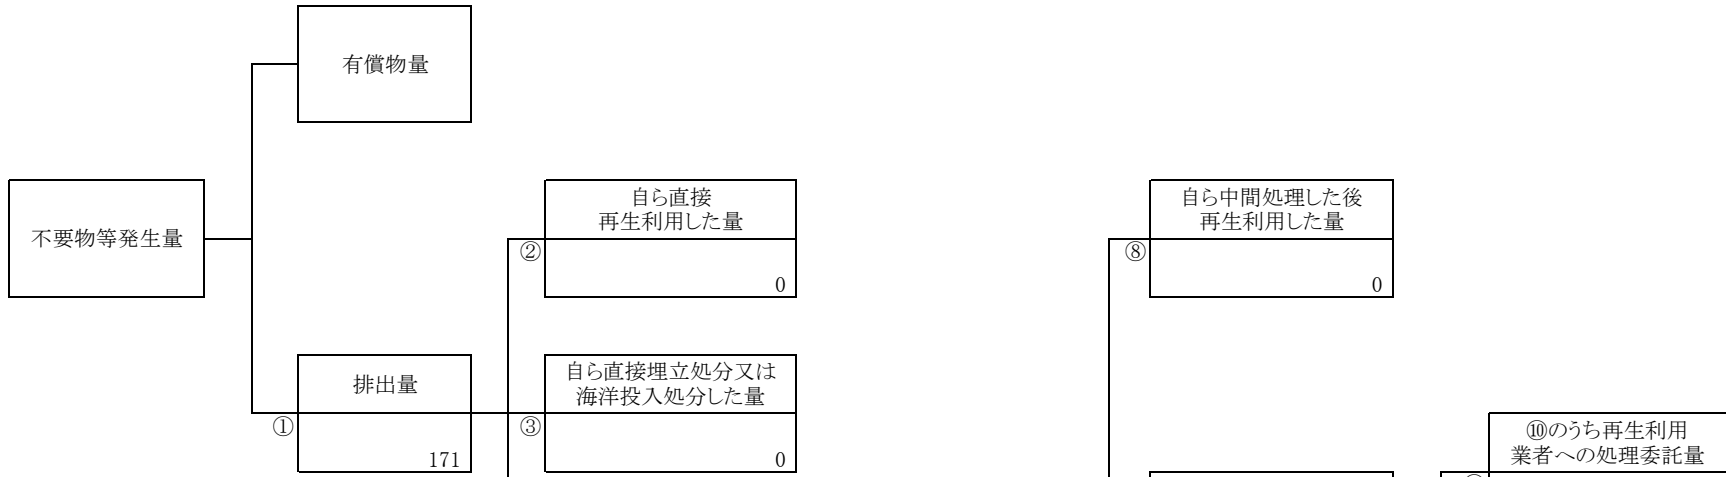 有償物量
不要物等発生量
自ら直接
再生利用した量
②
0
自ら中間処理した後
再生利用した量
⑧
0
排出量
①
171
自ら直接埋立処分又は
海洋投入処分した量
③
0
⑩のうち再生利用
業者への処理委託量